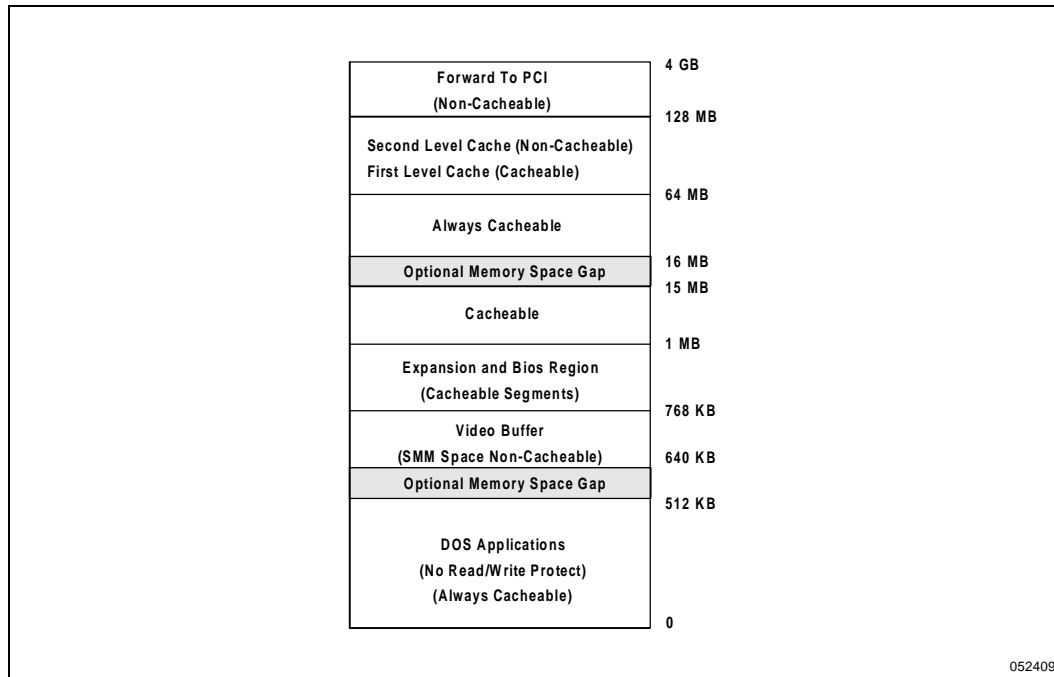 4 GB
Forward To PCI
(Non-Cacheable)
128 MB
Second Level Cache (Non-Cacheable)
First Level Cache (Cacheable)
64 MB
Always Cacheable
16 MB
Optional Memory Space Gap
15 MB
Cacheable
1 MB
Expansion and Bios Region
(Cacheable Segments)
768 KB
Video Buffer
(SMM Space Non-Cacheable)
640 KB
Optional Memory Space Gap
512 KB
DOS Applications
(No Read/Write Protect)
(Always Cacheable)
0
052409